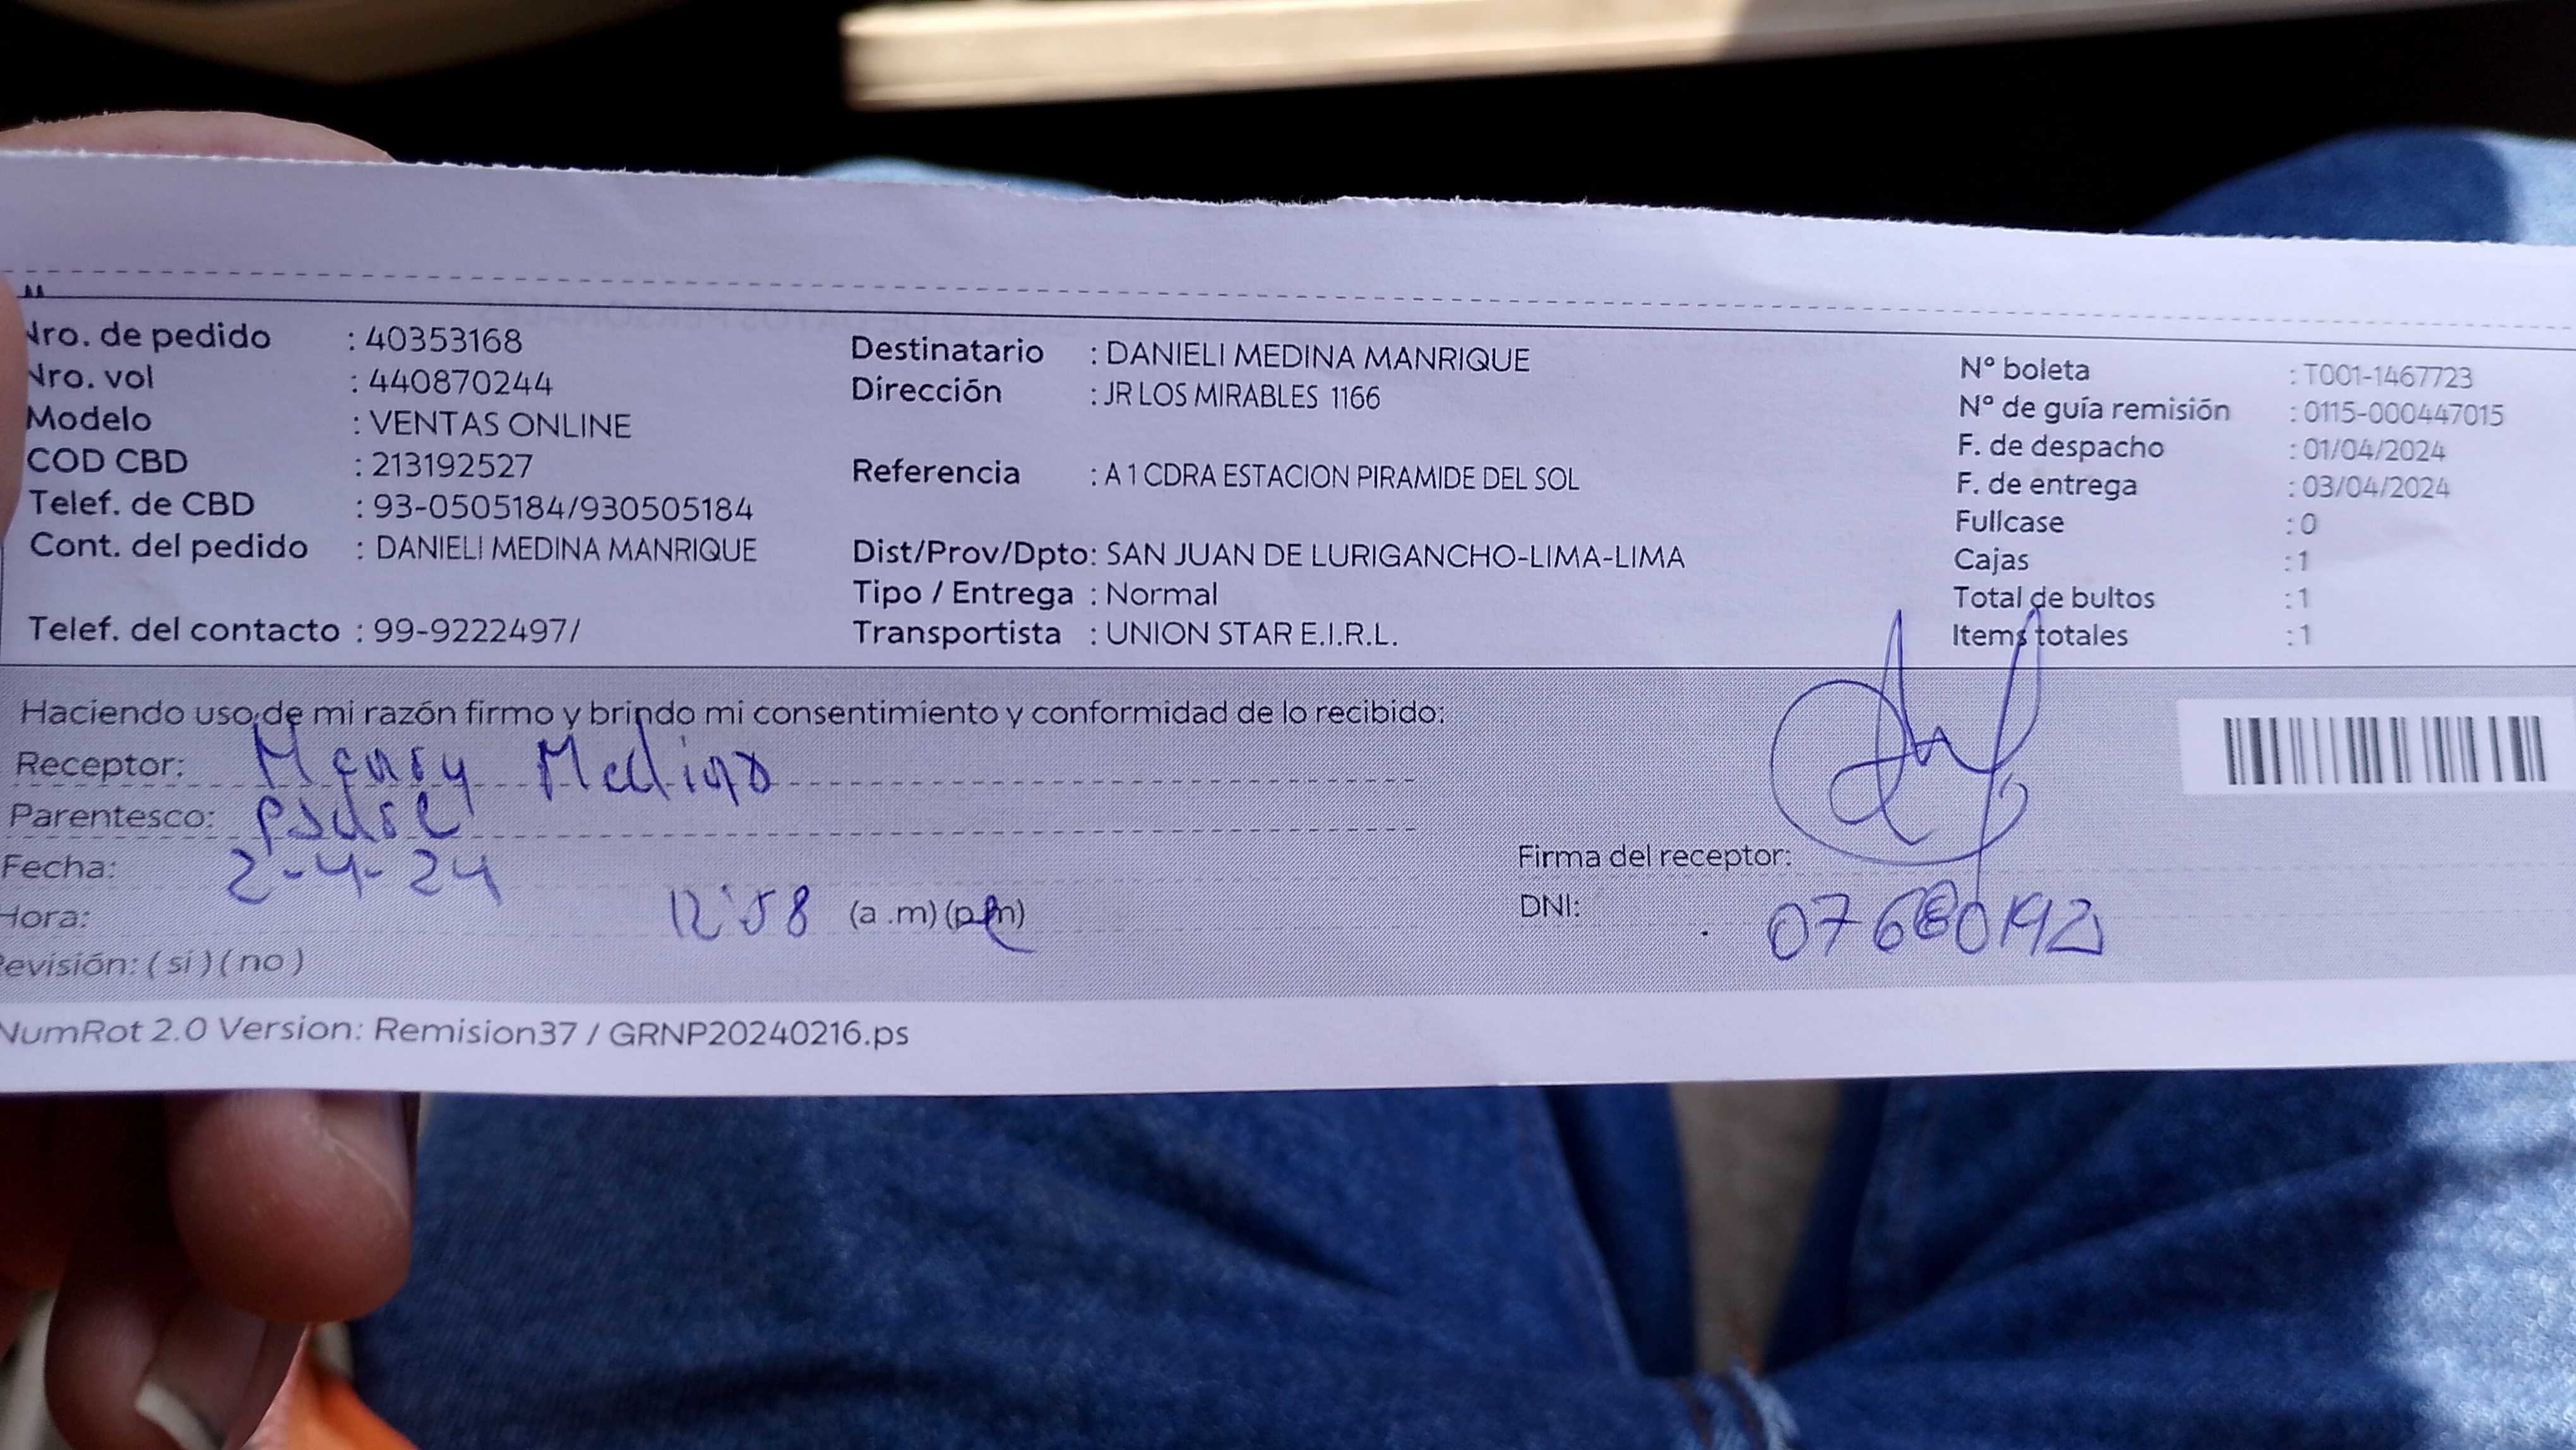 Nro. de pedido : 40353168
Nro. vol : 440870244
Modelo : VENTAS ONLINE
COD CBD : 213192527
Telef. de CBD : 93-0505184/930505184
Cont. del pedido : DANIELI MEDINA MANRIQUE
Telef. del contacto : 99-9222497/
Destinatario : DANIELI MEDINA MANRIQUE
Dirección : JR LOS MIRABLES 1166
Referencia : A 1 CDRA ESTACION PIRAMIDE DEL SOL
Dist/Prov/Dpto: SAN JUAN DE LURIGANCHO-LIMA-LIMA
Tipo / Entrega : Normal
Transportista : UNION STAR E.I.R.L.
N° boleta : T001-1467723
N° de guía remisión : 0115-000447015
F. de despacho : 01/04/2024
F. de entrega : 03/04/2024
Fullcase : 0
Cajas : 1
Total de bultos : 1
Items totales : 1
Haciendo uso de mi razón firmo y brindo mi consentimiento y conformidad de lo recibido:
Receptor: Medina
Parentesco: padre
Fecha: 2-4-24
Hora: 12:58 (a .m) (p.m)
Revisión: ( si ) ( no )
Firma del receptor:
DNI:
NumRot 2.0 Version: Remision37 / GRNP20240216.ps